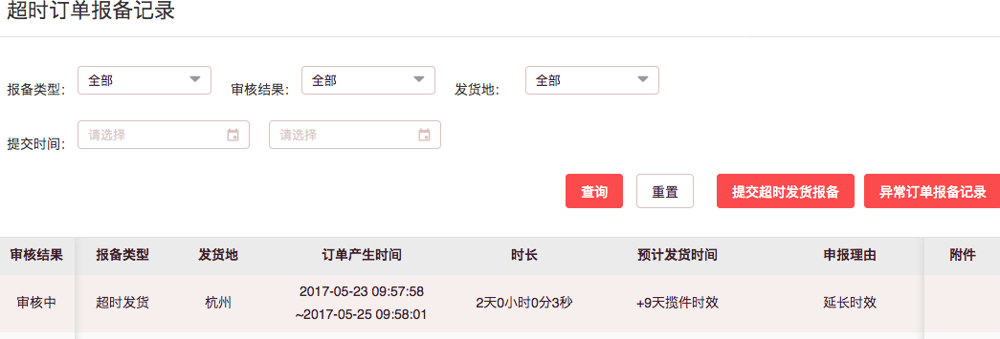 超时订单报备记录
报备类型： 全部 审核结果： 全部 发货地： 全部
提交时间： 请选择 请选择
查询 重置 提交超时发货报备 异常订单报备记录
审核结果 报备类型 发货地 订单产生时间 时长 预计发货时间 申报理由 附件
审核中 超时发货 杭州 2017-05-23 09:57:58 2天0小时0分3秒 +9天揽件时效 延长时效
~2017-05-25 09:58:01